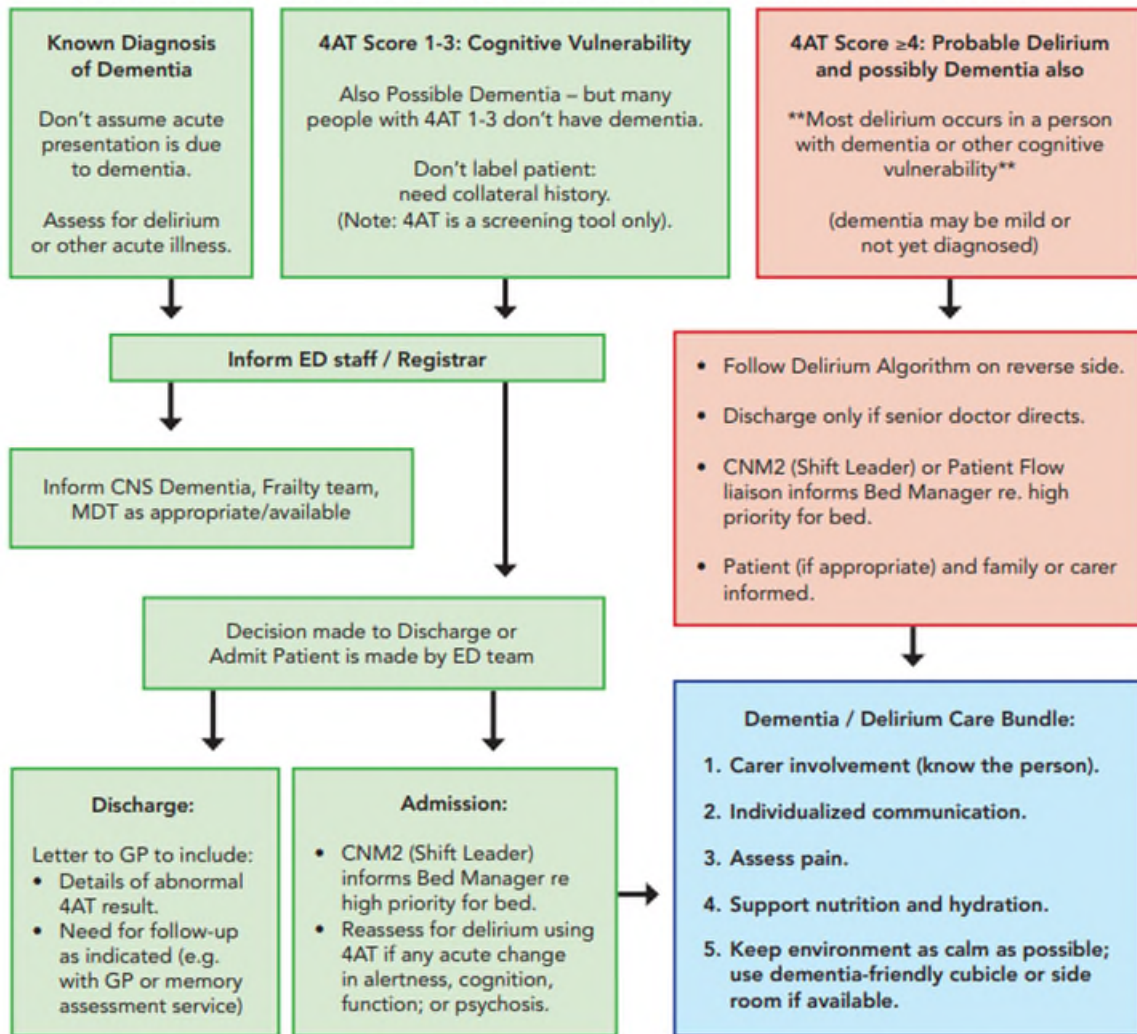 Known Diagnosis
of Dementia
Don't assume acute
presentation is due
to dementia.
Assess for delirium
or other acute illness.
4AT Score 1-3: Cognitive Vulnerability
Also Possible Dementia – but many
people with 4AT 1-3 don't have dementia.
Don't label patient:
need collateral history.
(Note: 4AT is a screening tool only).
4AT Score ≥4: Probable Delirium
and possibly Dementia also
**Most delirium occurs in a person
with dementia or other cognitive
vulnerability**
(dementia may be mild or
not yet diagnosed)
Inform ED staff / Registrar
Inform CNS Dementia, Frailty team,
MDT as appropriate/available
• Follow Delirium Algorithm on reverse side.
• Discharge only if senior doctor directs.
• CNM2 (Shift Leader) or Patient Flow
liaison informs Bed Manager re. high
priority for bed.
• Patient (if appropriate) and family or carer
informed.
Decision made to Discharge or
Admit Patient is made by ED team
Discharge:
Letter to GP to include:
• Details of abnormal
4AT result.
• Need for follow-up
as indicated (e.g.
with GP or memory
assessment service)
Admission:
• CNM2 (Shift Leader)
informs Bed Manager re
high priority for bed.
• Reassess for delirium using
4AT if any acute change
in alertness, cognition,
function; or psychosis.
Dementia / Delirium Care Bundle:
1. Carer involvement (know the person).
2. Individualized communication.
3. Assess pain.
4. Support nutrition and hydration.
5. Keep environment as calm as possible;
use dementia-friendly cubicle or side
room if available.